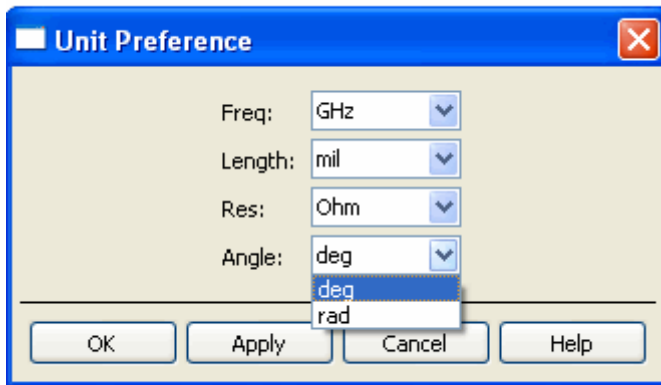 Unit Preference
Freq: GHz
Length: mil
Res: Ohm
Angle: deg
deg
rad
OK Apply Cancel Help